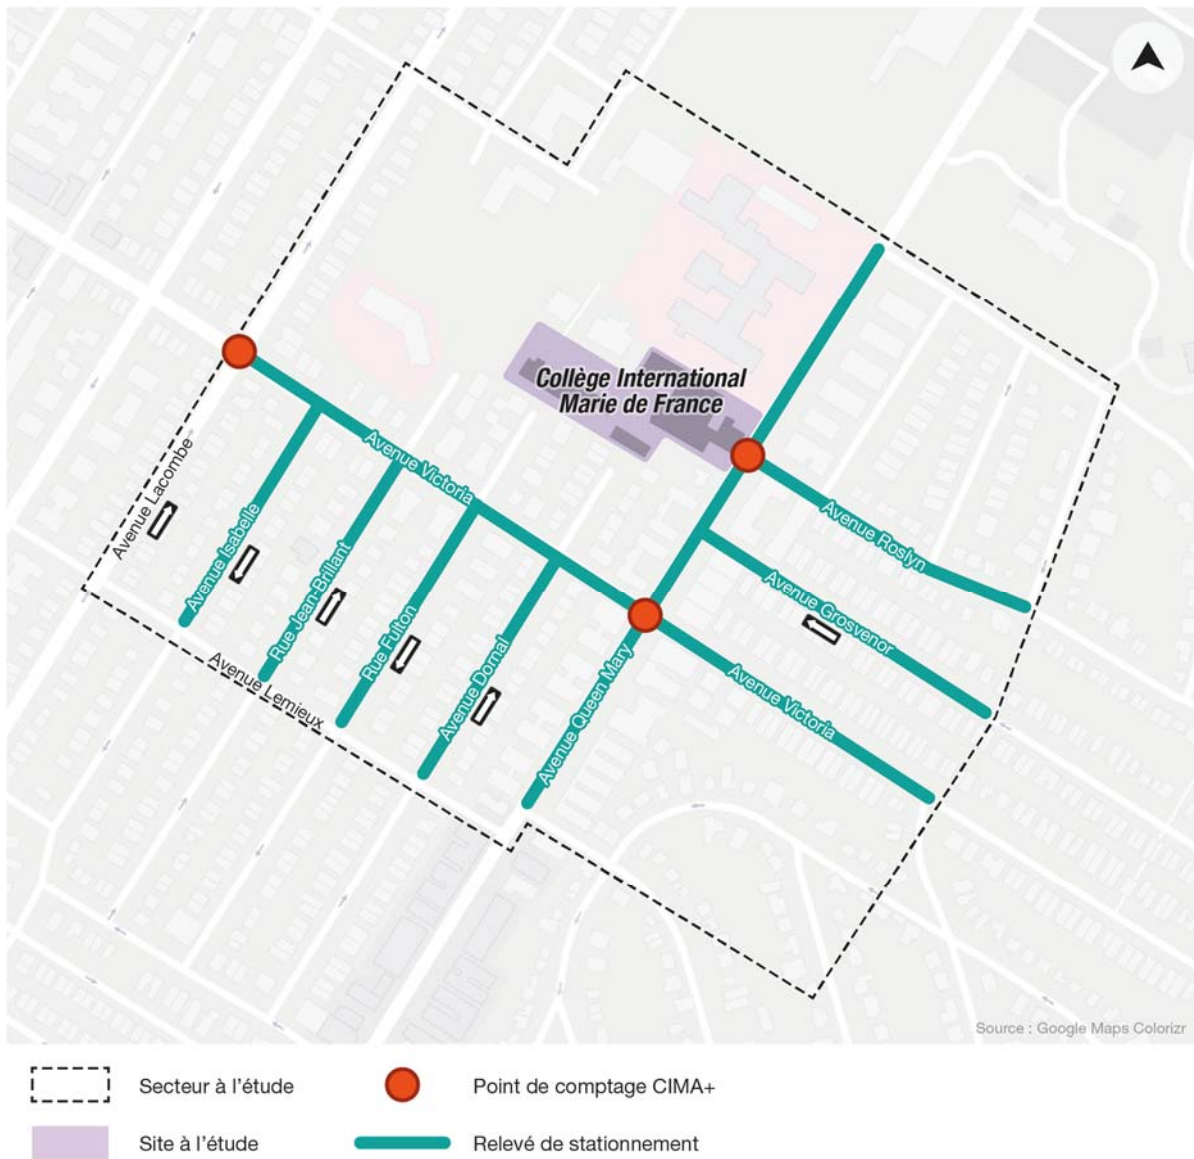 Collège International
Marie de France
Avenue Victoria
Avenue Lacombe
Avenue Isabelle
Avenue Roslyn
Rue Jean-Brillant
Avenue Grosvenor
Rue Fulton
Avenue Dornal
Avenue Lemieux
Avenue Queen Mary
Avenue Victoria
Source : Google Maps Colorizr
Secteur à l'étude
Point de comptage CIMA+
Site à l'étude
Relevé de stationnement